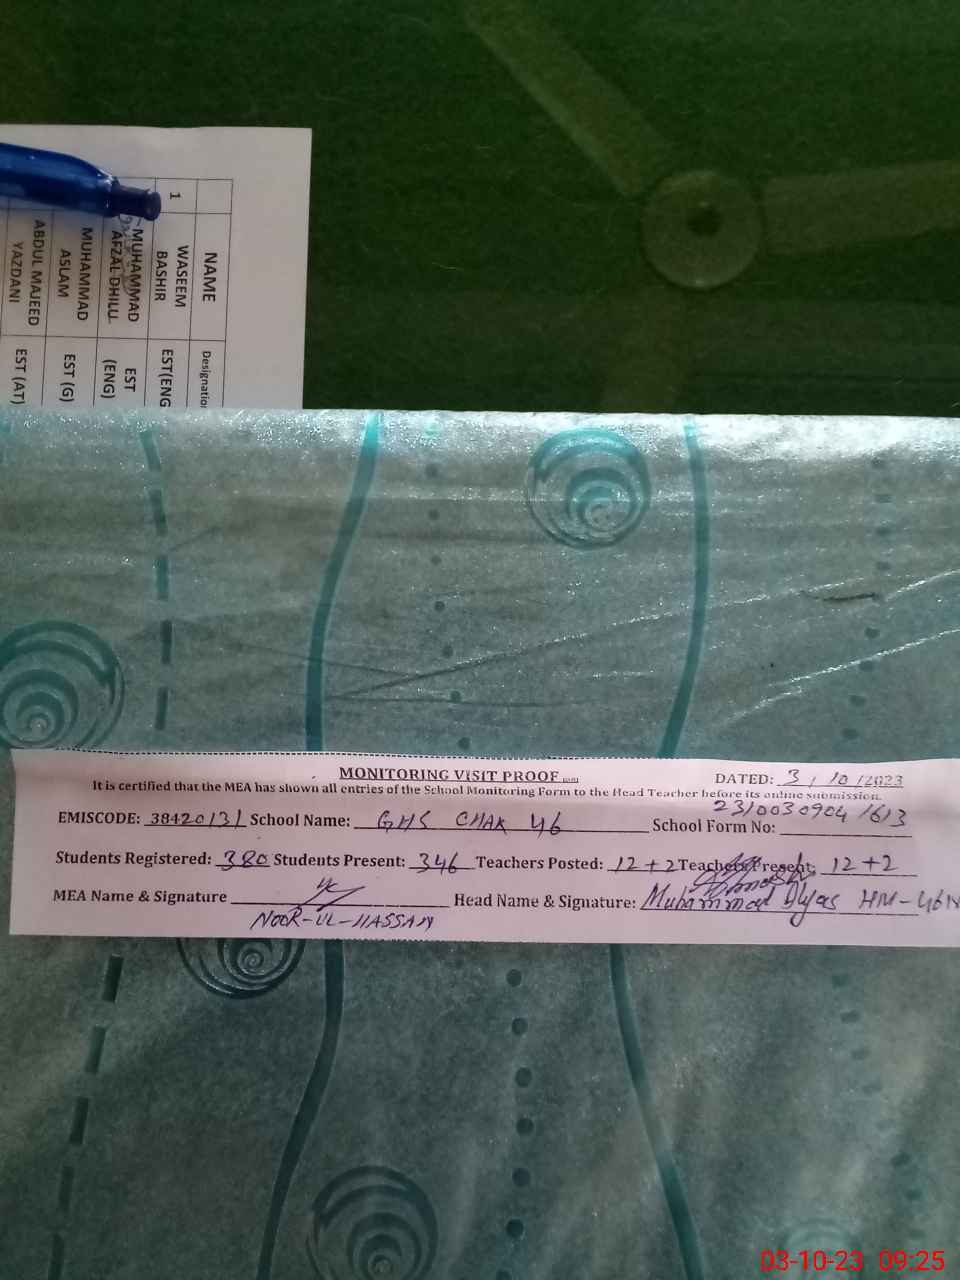 NAME
Designation
1
WASEEM BASHIR
EST(ENG
MUHAMMAD AFZAL DHILU
EST (ENG)
MUHAMMAD ASLAM
EST (G)
ABDUL MAJEED YAZDANI
EST (AT)
MONITORING VISIT PROOF
DATED: 3/10/2023
It is certified that the MEA has shown all entries of the School Monitoring Form to the Head Teacher before its online submission.
EMISCODE: 38420131 School Name: GHS CHAK 46 School Form No: 2310030904 1613
Students Registered: 380 Students Present: 346 Teachers Posted: 12+2 Teachers Present: 12+2
MEA Name & Signature NOOR-UL-HASSAN Head Name & Signature: Muhammad Ilyas HM-46N
03-10-23 09:25